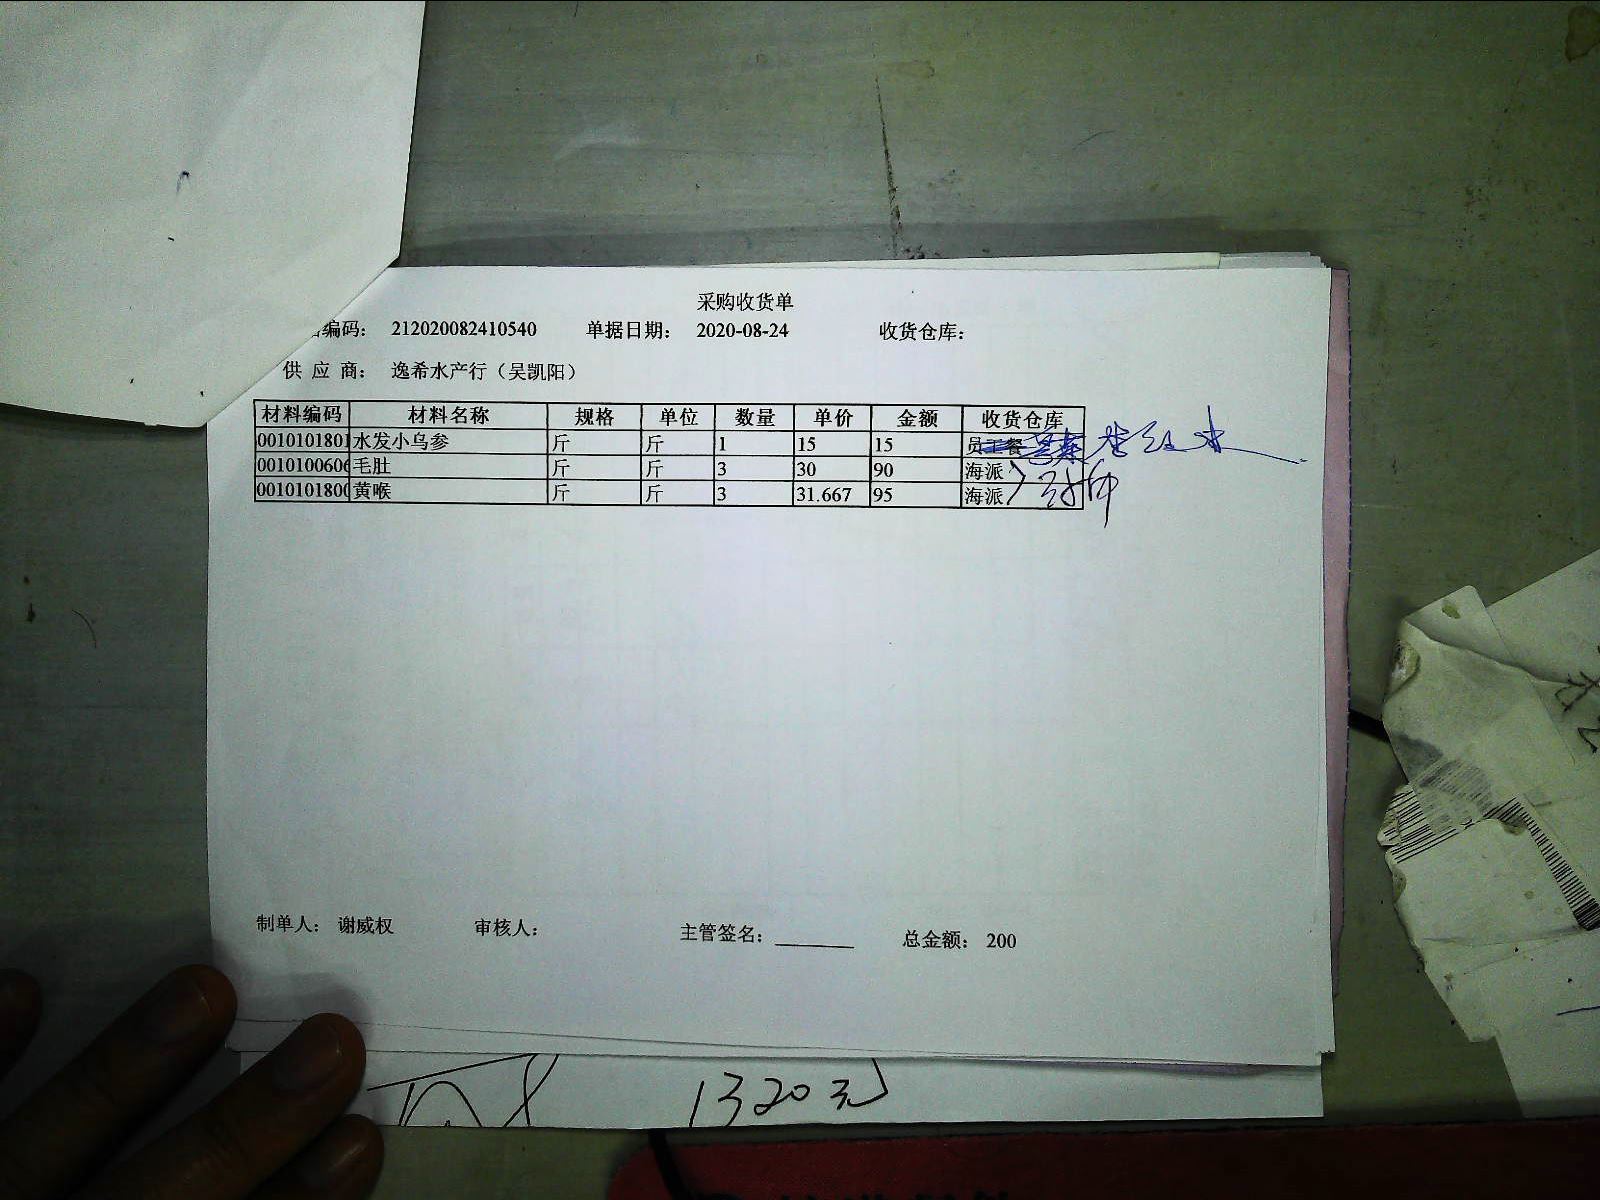 采购收货单
编码： 212020082410540 单据日期： 2020-08-24 收货仓库：
供 应 商： 逸希水产行（吴凯阳）
材料编码 材料名称 规格 单位 数量 单价 金额 收货仓库
0010101801 水发小乌参 斤 斤 1 15 15 员工餐
0010100606 毛肚 斤 斤 3 30 90 海派
0010101800 黄喉 斤 斤 3 31.667 95 海派
制单人： 谢威权 审核人： 主管签名： 总金额： 200
1320元